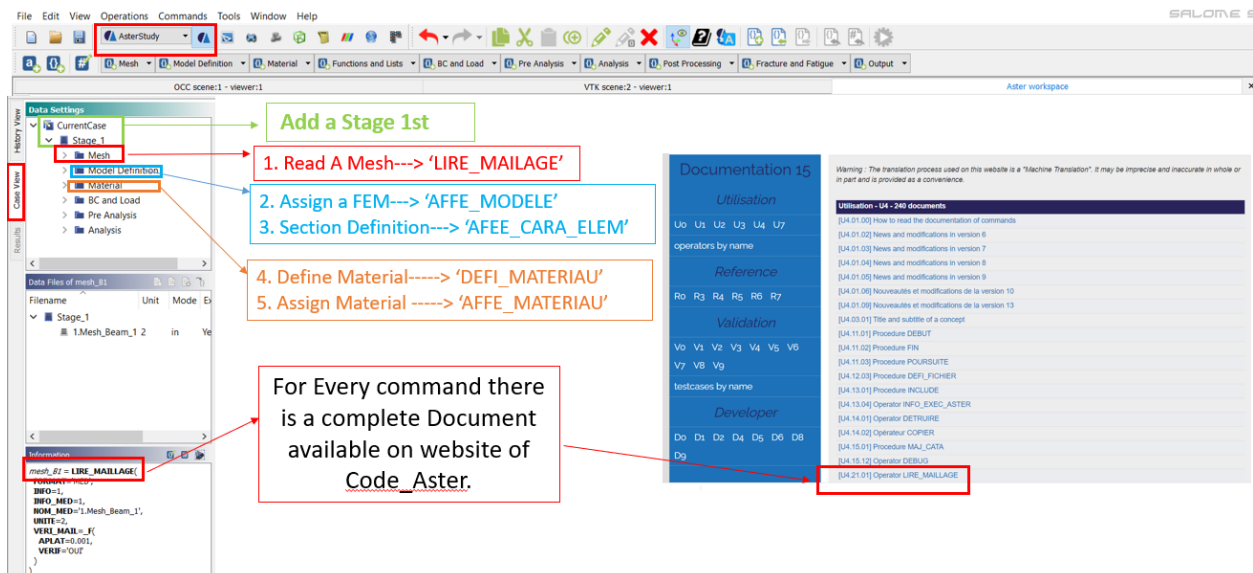 File Edit View Operations Commands Tools Window Help
SALOME
AsterStudy
Mesh Model Definition Material Functions and Lists BC and Load Pre Analysis Analysis Post Processing Fracture and Fatigue Output
OCC scene:1 - viewer:1 VTK scene:2 - viewer:1 Aster workspace
History View
Case View
Results
Data Settings
CurrentCase
Stage_1
Mesh
Model Definition
Material
BC and Load
Pre Analysis
Analysis
Add a Stage 1st
1. Read A Mesh---> 'LIRE_MAILAGE'
2. Assign a FEM---> 'AFFE_MODELE'
3. Section Definition---> 'AFEE_CARA_ELEM'
4. Define Material-----> 'DEFI_MATERIAU'
5. Assign Material -----> 'AFFE_MATERIAU'
Data Files of mesh_B1
Filename Unit Mode Ex
Stage_1
1.Mesh_Beam_1 2 in Ye
For Every command there
is a complete Document
available on website of
Code_Aster.
Information
mesh_B1 = LIRE_MAILLAGE(
FORMAT='MED',
INFO=1,
INFO_MED=1,
NOM_MED='1.Mesh_Beam_1',
UNITE=2,
VERI_MAIL=_F(
APLAT=0.001,
VERIF='OUI'
)
)
Documentation 15
Utilisation
U0 U1 U2 U3 U4 U7
operators by name
Reference
R0 R3 R4 R5 R6 R7
Validation
V0 V1 V2 V3 V4 V5 V6
V7 V8 V9
testcases by name
Developer
D0 D1 D2 D4 D5 D6 D8
D9
Warning : The translation process used on this website is a "Machine Translation". It may be imprecise and inaccurate in whole or
in part and is provided as a convenience.
Utilisation - U4 - 240 documents
[U4.01.00] How to read the documentation of commands
[U4.01.02] News and modifications in version 6
[U4.01.03] News and modifications in version 7
[U4.01.04] News and modifications in version 8
[U4.01.05] News and modifications in version 9
[U4.01.06] Nouveautés et modifications de la version 10
[U4.01.09] Nouveautés et modifications de la version 13
[U4.03.01] Title and subtitle of a concept
[U4.11.01] Procedure DEBUT
[U4.11.02] Procedure FIN
[U4.11.03] Procedure POURSUITE
[U4.12.03] Procedure DEFI_FICHIER
[U4.13.01] Procedure INCLUDE
[U4.13.04] Operator INFO_EXEC_ASTER
[U4.14.01] Operator DETRUIRE
[U4.14.02] Opérateur COPIER
[U4.15.01] Procedure MAJ_CATA
[U4.15.12] Operator DEBUG
[U4.21.01] Operator LIRE_MAILLAGE